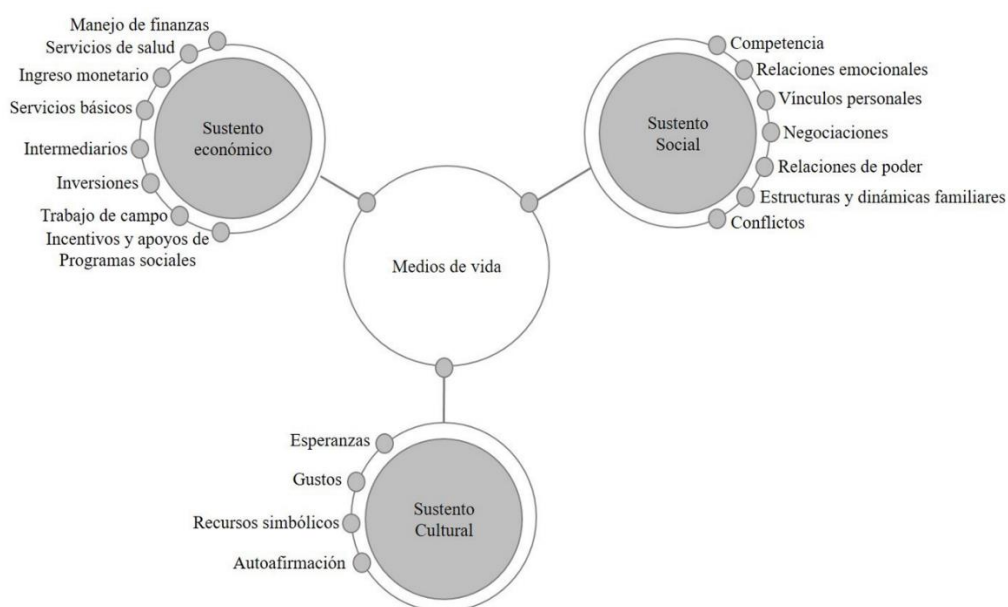 Manejo de finanzas
Servicios de salud
Ingreso monetario
Servicios básicos
Intermediarios
Inversiones
Trabajo de campo
Incentivos y apoyos de
Programas sociales
Sustento
económico
Competencia
Relaciones emocionales
Vínculos personales
Negociaciones
Relaciones de poder
Estructuras y dinámicas familiares
Conflictos
Sustento
Social
Medios de vida
Esperanzas
Gustos
Recursos simbólicos
Autoafirmación
Sustento
Cultural